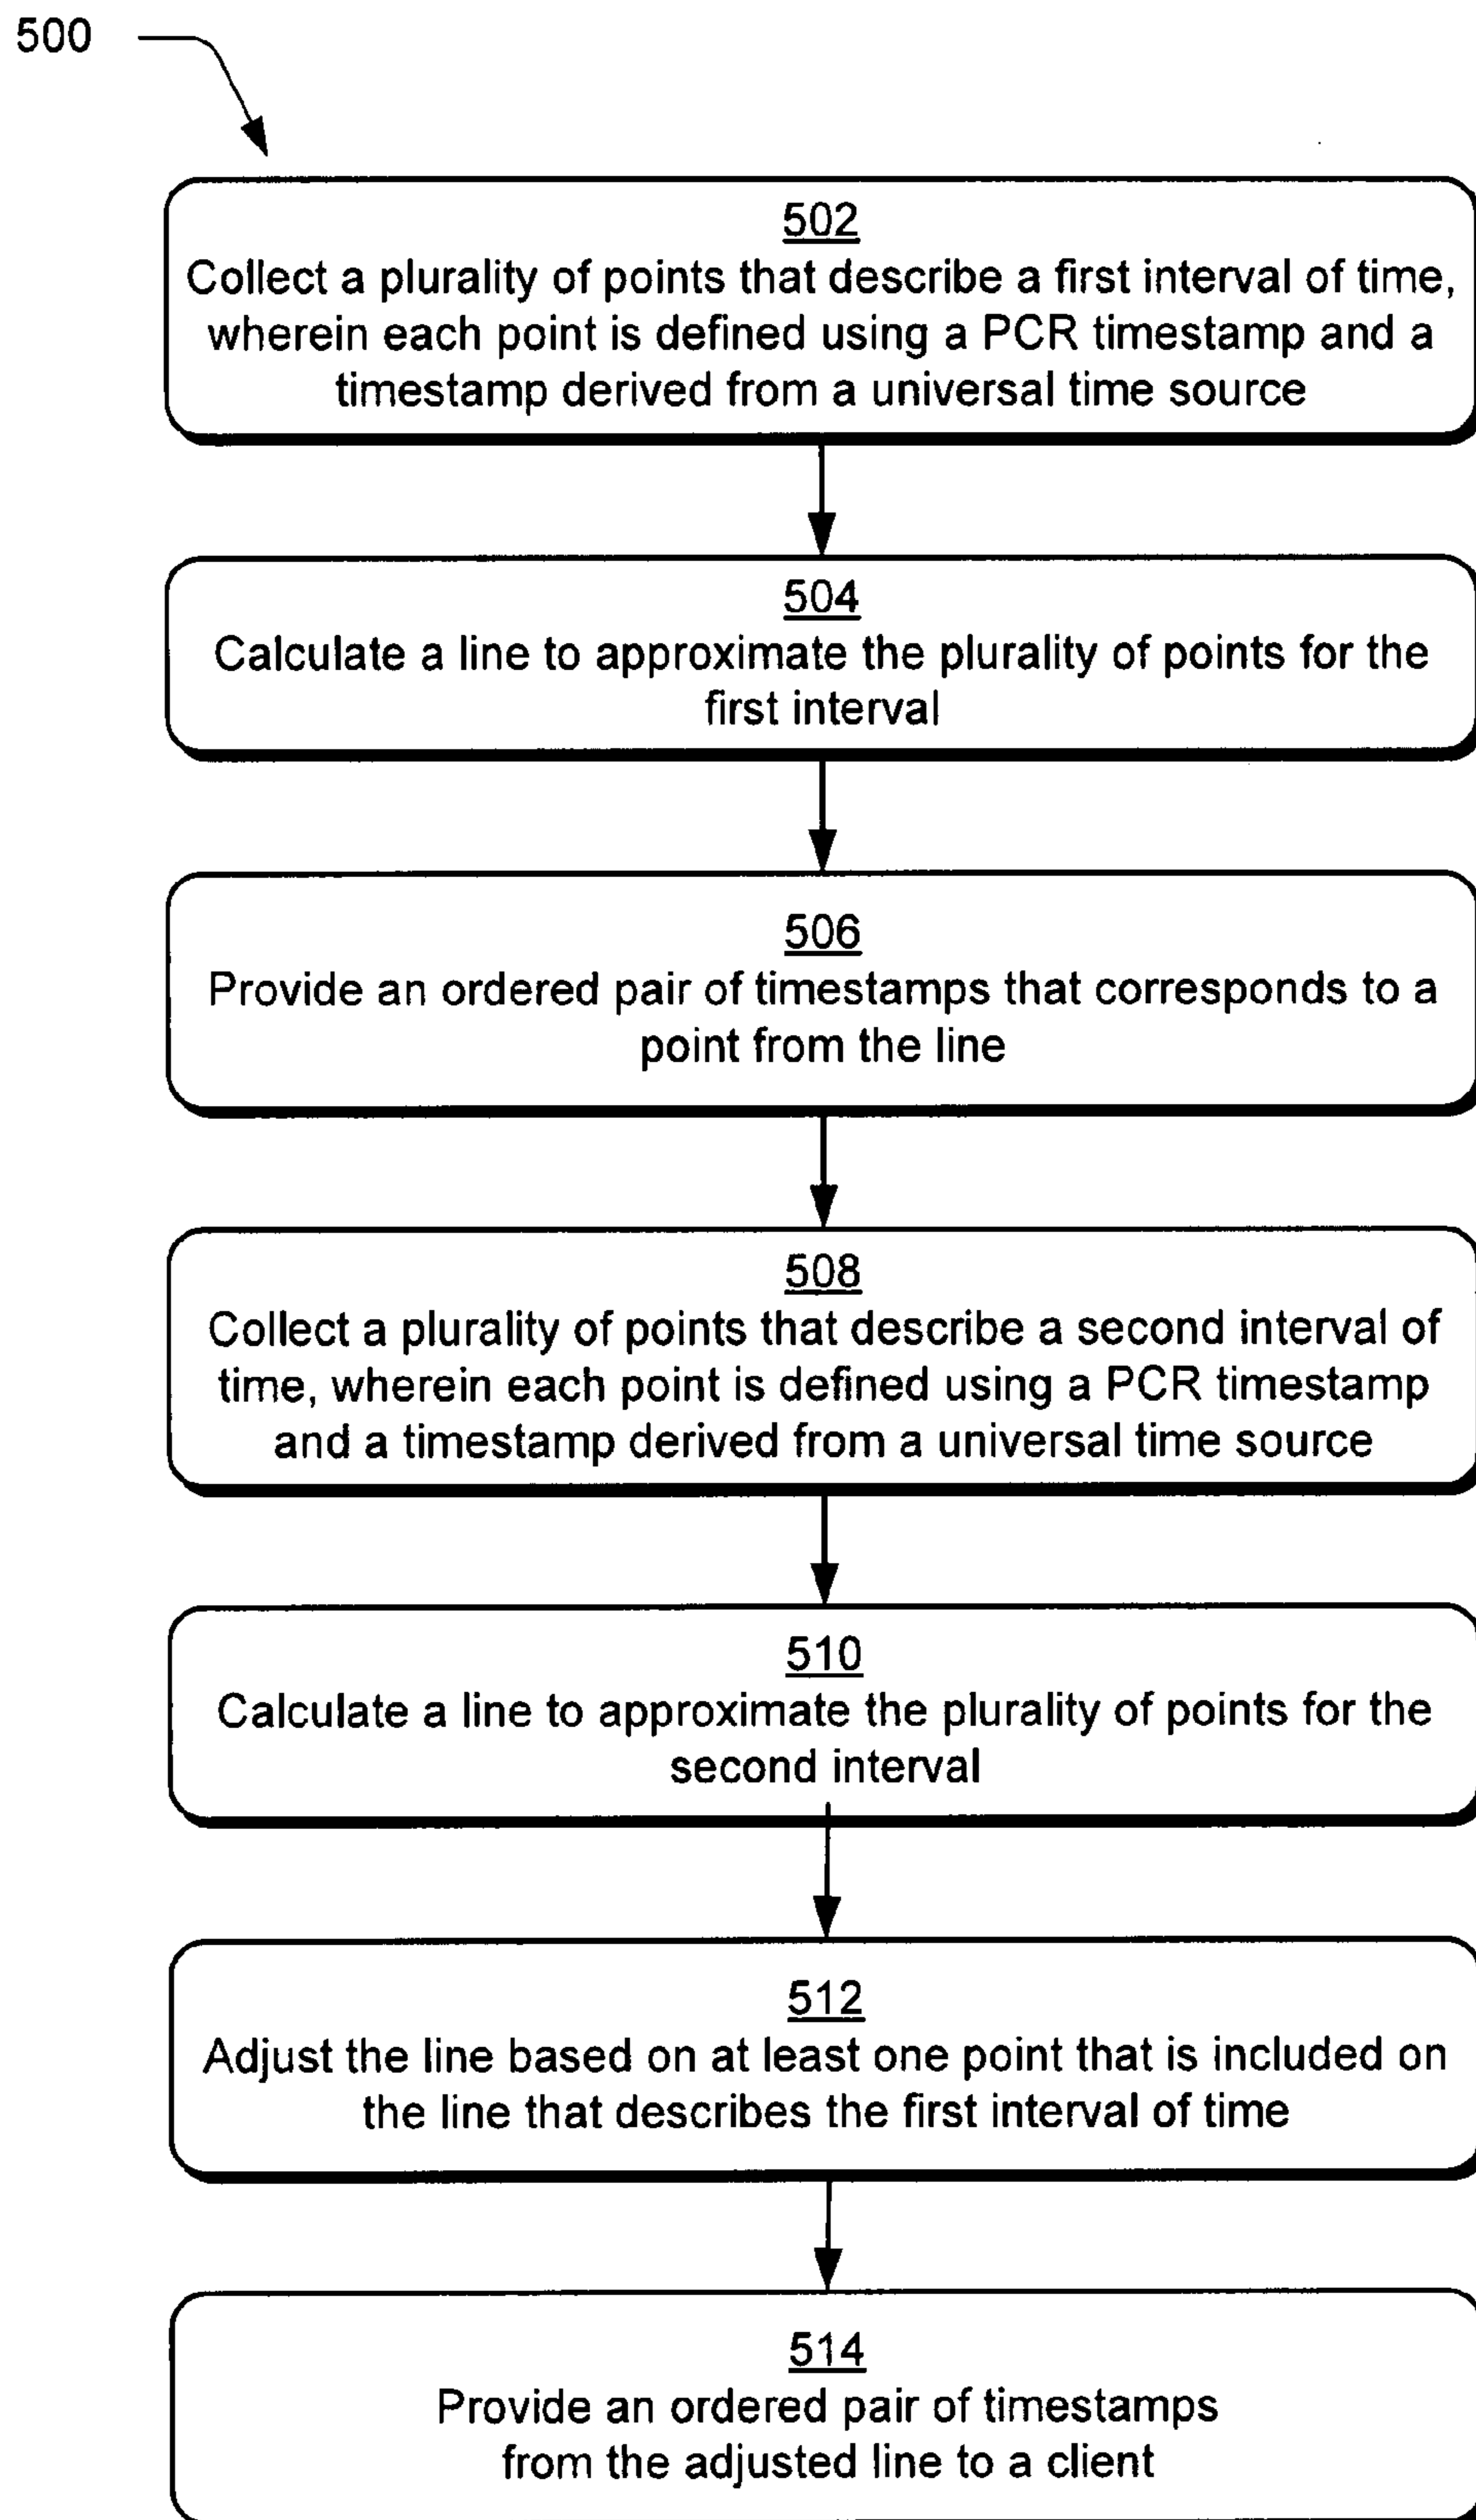 500
502
Collect a plurality of points that describe a first interval of time,
wherein each point is defined using a PCR timestamp and a
timestamp derived from a universal time source
504
Calculate a line to approximate the plurality of points for the
first interval
506
Provide an ordered pair of timestamps that corresponds to a
point from the line
508
Collect a plurality of points that describe a second interval of
time, wherein each point is defined using a PCR timestamp
and a timestamp derived from a universal time source
510
Calculate a line to approximate the plurality of points for the
second interval
512
Adjust the line based on at least one point that is included on
the line that describes the first interval of time
514
Provide an ordered pair of timestamps
from the adjusted line to a client